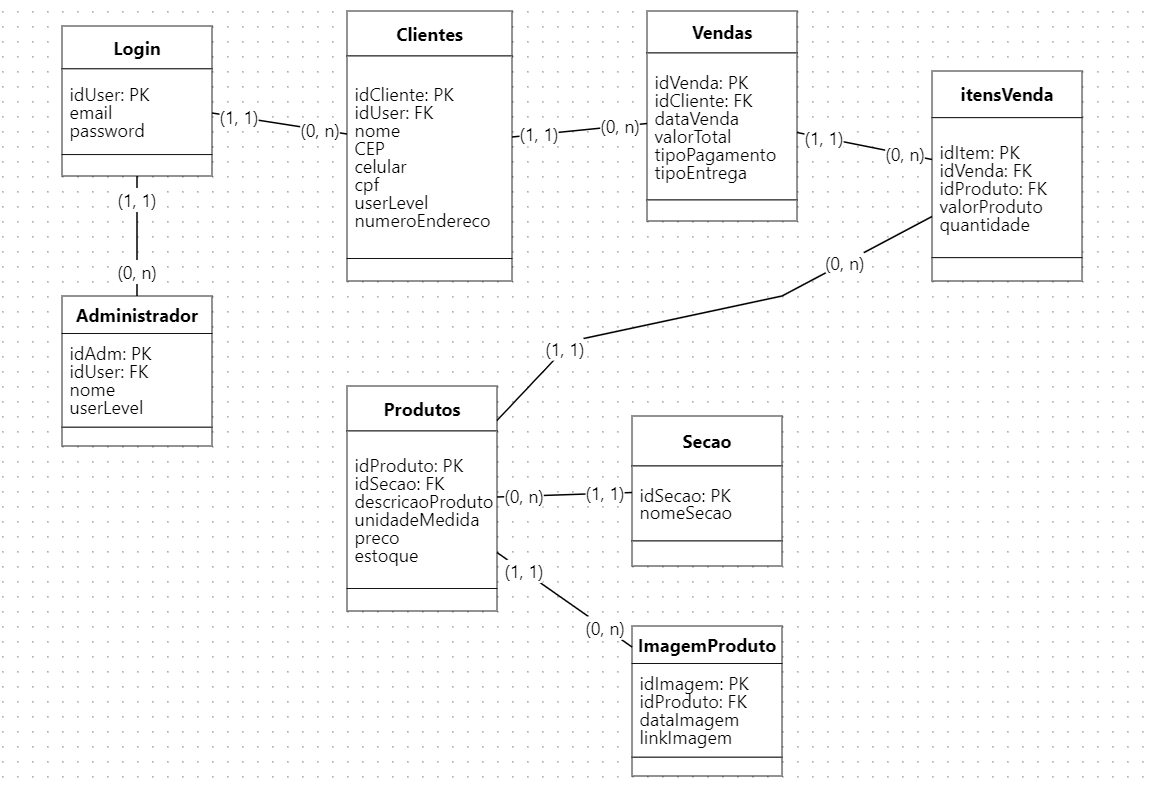 Login
idUser: PK
email
password
(1, 1)
(0, n)
Clientes
idCliente: PK
idUser: FK
nome
CEP
celular
cpf
userLevel
numeroEndereco
(1, 1)
(0, n)
Vendas
idVenda: PK
idCliente: FK
dataVenda
valorTotal
tipoPagamento
tipoEntrega
(1, 1)
(0, n)
itensVenda
idItem: PK
idVenda: FK
idProduto: FK
valorProduto
quantidade
(1, 1)
(0, n)
Administrador
idAdm: PK
idUser: FK
nome
userLevel
(0, n)
(1, 1)
Produtos
idProduto: PK
idSecao: FK
descricaoProduto
unidadeMedida
preco
estoque
(0, n)
(1, 1)
Secao
idSecao: PK
nomeSecao
(1, 1)
(0, n)
ImagemProduto
idImagem: PK
idProduto: FK
dataImagem
linkImagem